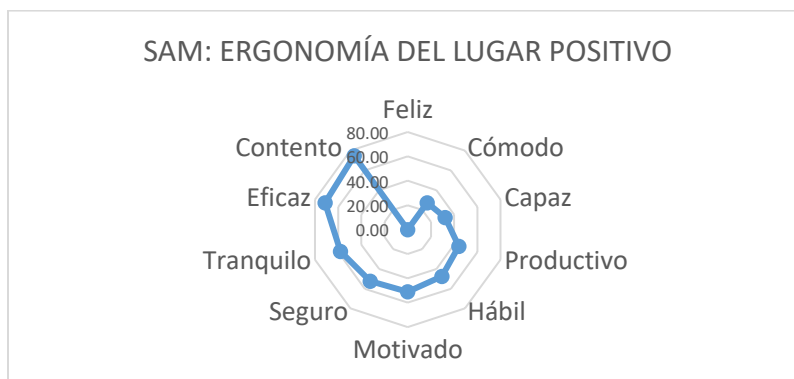 SAM: ERGONOMÍA DEL LUGAR POSITIVO
Feliz
80.00
Contento
Cómodo
60.00
40.00
Eficaz
Capaz
20.00
0.00
Tranquilo
Productivo
Seguro
Hábil
Motivado